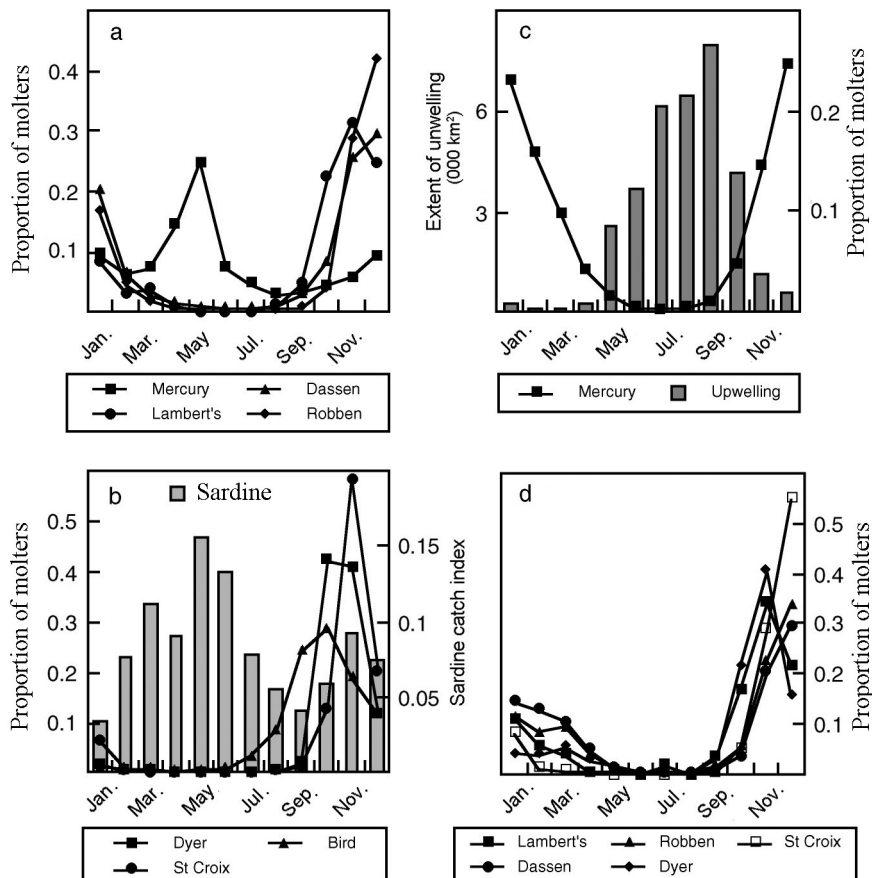 a
Proportion of molters
0.4
0.3
0.2
0.1
Jan.
Mar.
May
Jul.
Sep.
Nov.
Mercury
Dassen
Lambert's
Robben
c
Extent of unwelling
(000 km²)
6
3
Proportion of molters
0.2
0.1
Jan.
Mar.
May
Jul.
Sep.
Nov.
Mercury
Upwelling
b
Sardine
Proportion of molters
0.5
0.4
0.3
0.2
0.1
Sardine catch index
0.15
0.1
0.05
Jan.
Mar.
May
Jul.
Sep.
Nov.
Dyer
Bird
St Croix
d
Proportion of molters
0.5
0.4
0.3
0.2
0.1
Jan.
Mar.
May
Jul.
Sep.
Nov.
Lambert's
Robben
St Croix
Dassen
Dyer